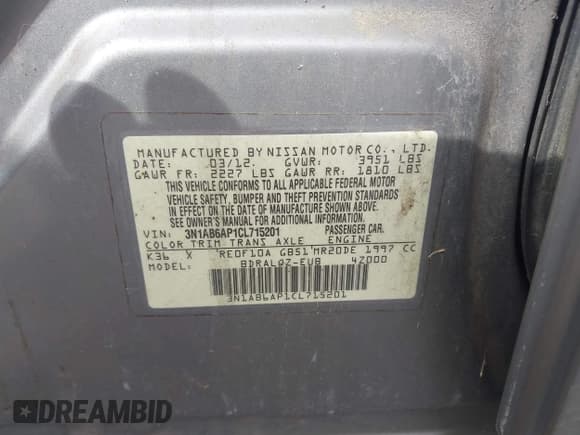 MANUFACTURED BY NISSAN MOTOR CO., LTD.
DATE: 03/12. GVWR: 3951 LBS
GAWR FR: 2227 LBS GAWR RR: 1810 LBS
THIS VEHICLE CONFORMS TO ALL APPLICABLE FEDERAL MOTOR
VEHICLE SAFETY, BUMPER AND THEFT PREVENTION STANDARDS
IN EFFECT ON THE DATE OF MANUFACTURE SHOWN ABOVE.
SEE OWNER'S MANUAL FOR ADDITIONAL INFORMATION.
VIN: 3N1AB6AP1CL715201 PASSENGER CAR.
COLOR TRIM TRANS AXLE ENGINE
K36 X RE0F10A GB51 MR20DE 1997 CC
MODEL: BDRALQZ-EUB 4Z000
3N1AB6AP1CL715201
DREAMBID